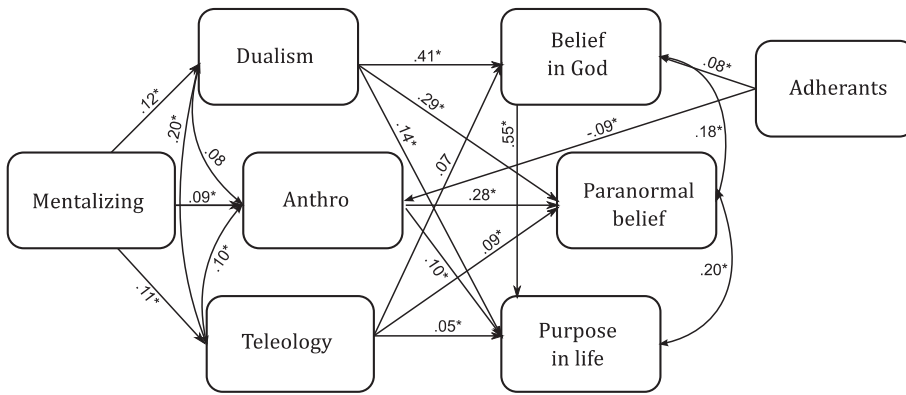 Dualism
Belief
in God
Adherants
Mentalizing
Anthro
Paranormal
belief
Teleology
Purpose
in life
.12*
.20*
.08
.09*
.10*
.11*
.41*
.29*
.14*
.55*
.07
.08*
-.09*
.18*
.28*
.09*
.10*
.05*
.20*